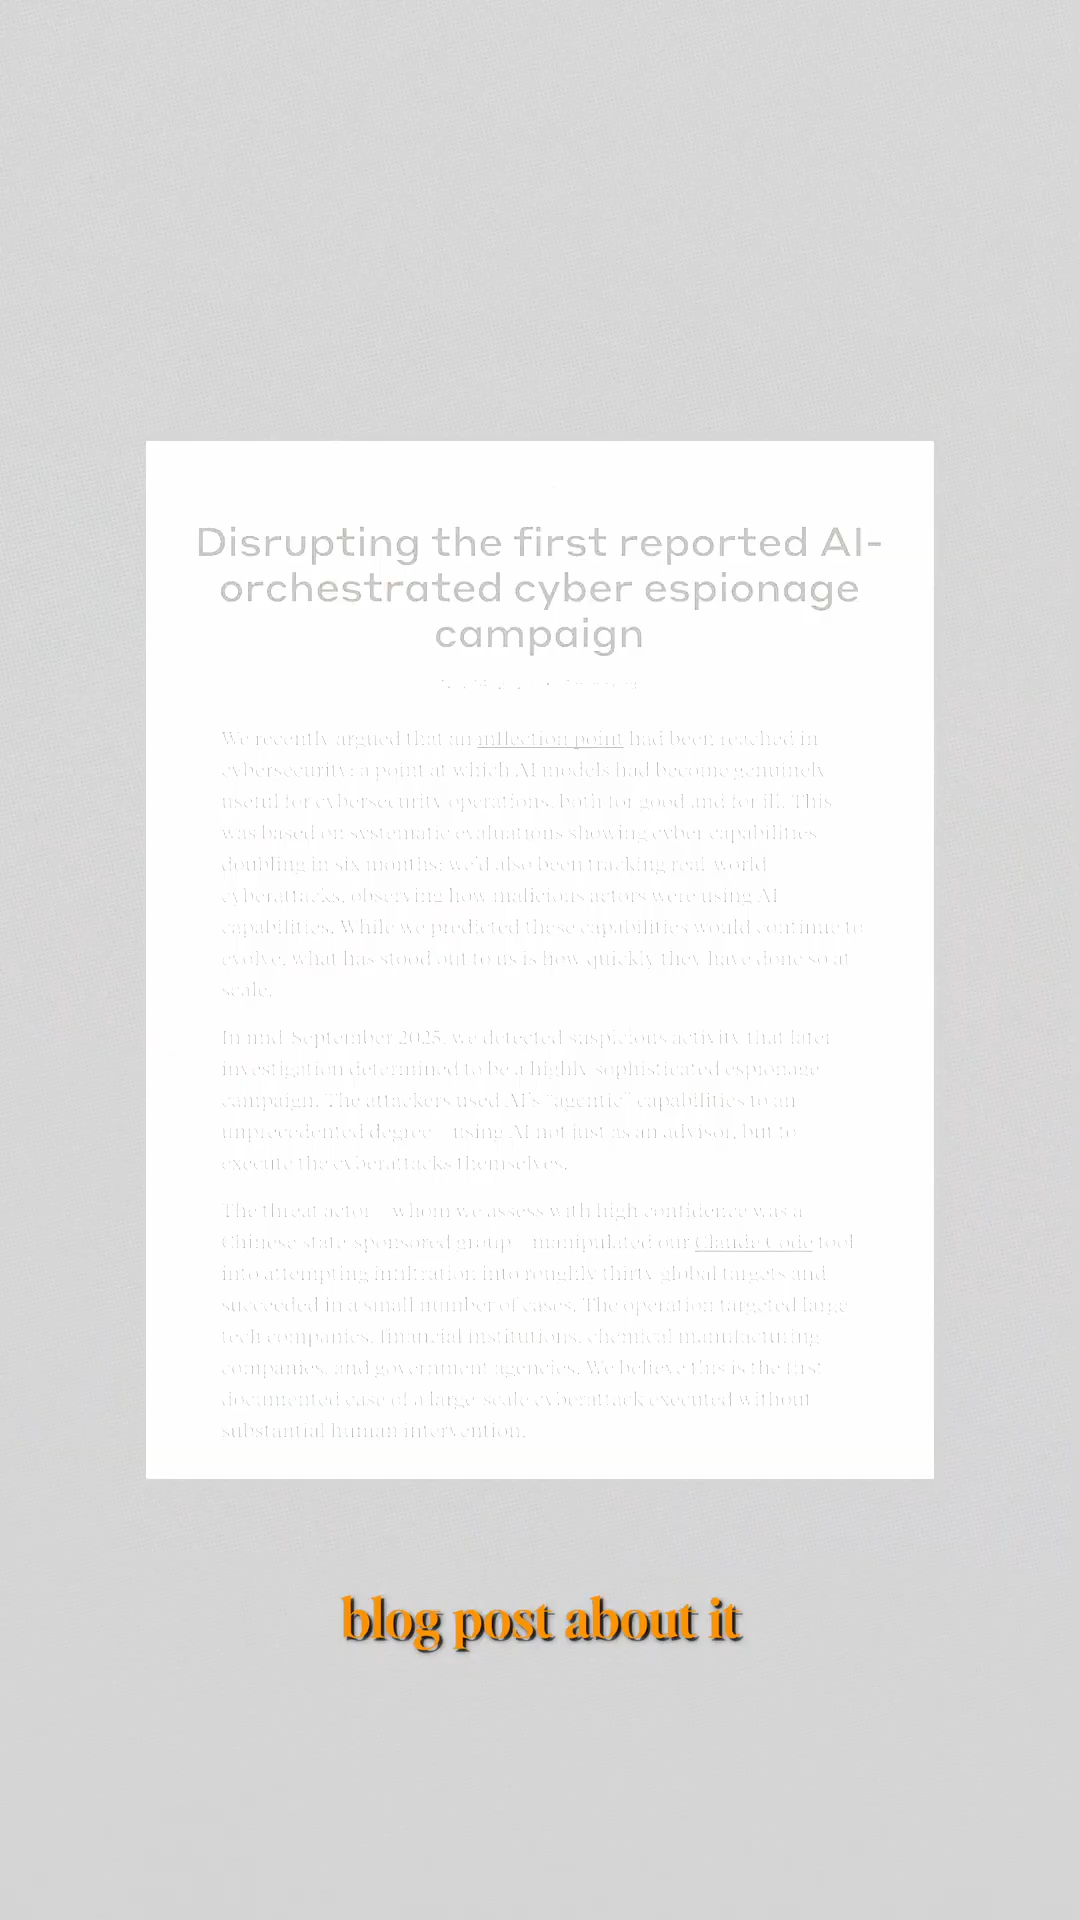 Disrupting the first reported AI-
orchestrated cyber espionage
campaign
We recently argued that an inflection point had been reached in
cybersecurity: a point at which AI models had become genuinely
useful for cybersecurity operations, both for good and for ill. This
was based on systematic evaluations showing cyber capabilities
doubling in six months; we'd also been tracking real-world
cyberattacks, observing how malicious actors were using AI
capabilities. While we predicted these capabilities would continue to
evolve, what has stood out to us is how quickly they have done so at
scale.
In mid-September 2025, we detected suspicious activity that later
investigation determined to be a highly sophisticated espionage
campaign. The attackers used AI's “agentic” capabilities to an
unprecedented degree—using AI not just as an advisor, but to
execute the cyberattacks themselves.
The threat actor—whom we assess with high confidence was a
Chinese state-sponsored group—manipulated our Claude Code tool
into attempting infiltration into roughly thirty global targets and
succeeded in a small number of cases. The operation targeted large
tech companies, financial institutions, chemical manufacturing
companies, and government agencies. We believe this is the first
documented case of a large-scale cyberattack executed without
substantial human intervention.
blog post about it